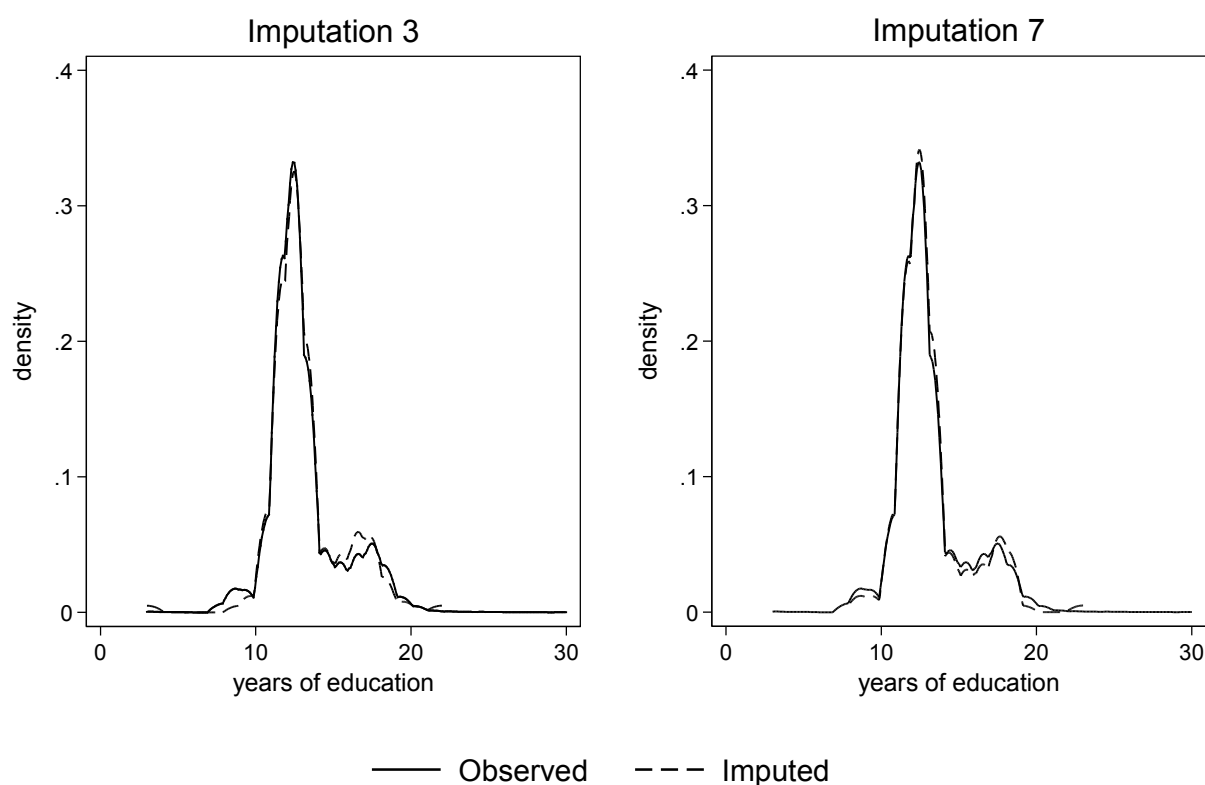 Imputation 3
.4
.3
.2
.1
0
density
0 10 20 30
years of education
Imputation 7
.4
.3
.2
.1
0
density
0 10 20 30
years of education
Observed Imputed